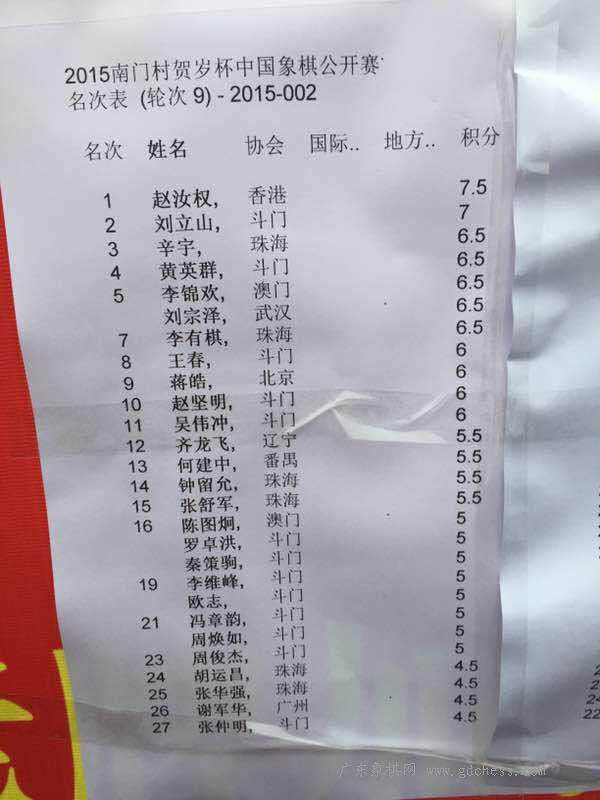 2015南门村贺岁杯中国象棋公开赛
名次表 (轮次 9) - 2015-002
名次 姓名 协会 国际.. 地方.. 积分
1 赵汝权, 香港 7.5
2 刘立山, 斗门 7
3 辛宇, 珠海 6.5
4 黄英群, 斗门 6.5
5 李锦欢, 澳门 6.5
刘宗泽, 武汉 6.5
7 李有棋, 珠海 6.5
8 王春, 斗门 6
9 蒋皓, 北京 6
10 赵坚明, 斗门 6
11 吴伟冲, 斗门 6
12 齐龙飞, 辽宁 5.5
13 何建中, 番禺 5.5
14 钟留允, 珠海 5.5
15 张舒军, 珠海 5.5
16 陈图炯, 澳门 5
罗卓洪, 斗门 5
秦策驹, 斗门 5
19 李维峰, 斗门 5
欧志, 斗门 5
21 冯章韵, 斗门 5
周焕如, 斗门 5
23 周俊杰, 斗门 5
24 胡运昌, 珠海 4.5
25 张华强, 珠海 4.5
26 谢军华, 广州 4.5
27 张仲明, 斗门 4.5
广东象棋网 www.gdchess.com